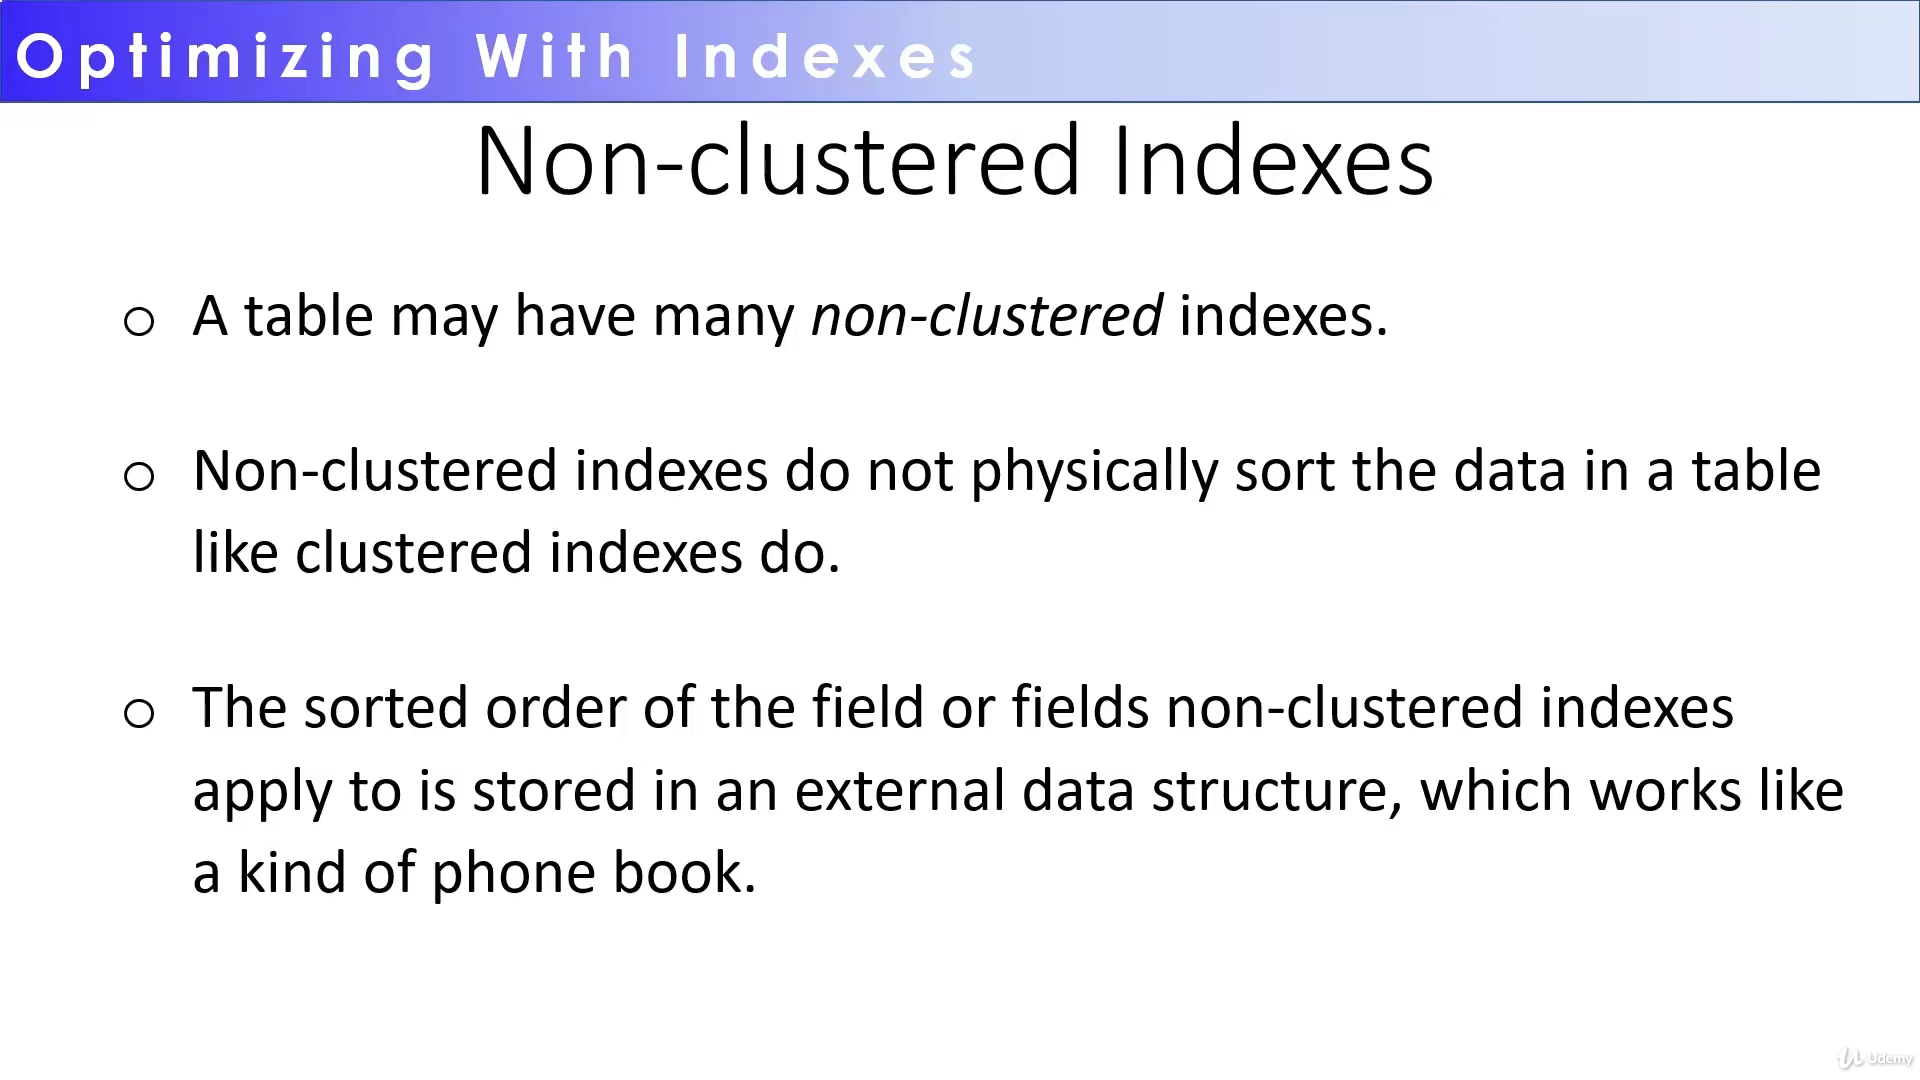 Optimizing With Indexes
Non-clustered Indexes
o A table may have many non-clustered indexes.
o Non-clustered indexes do not physically sort the data in a table
like clustered indexes do.
o The sorted order of the field or fields non-clustered indexes
apply to is stored in an external data structure, which works like
a kind of phone book.
Udemy